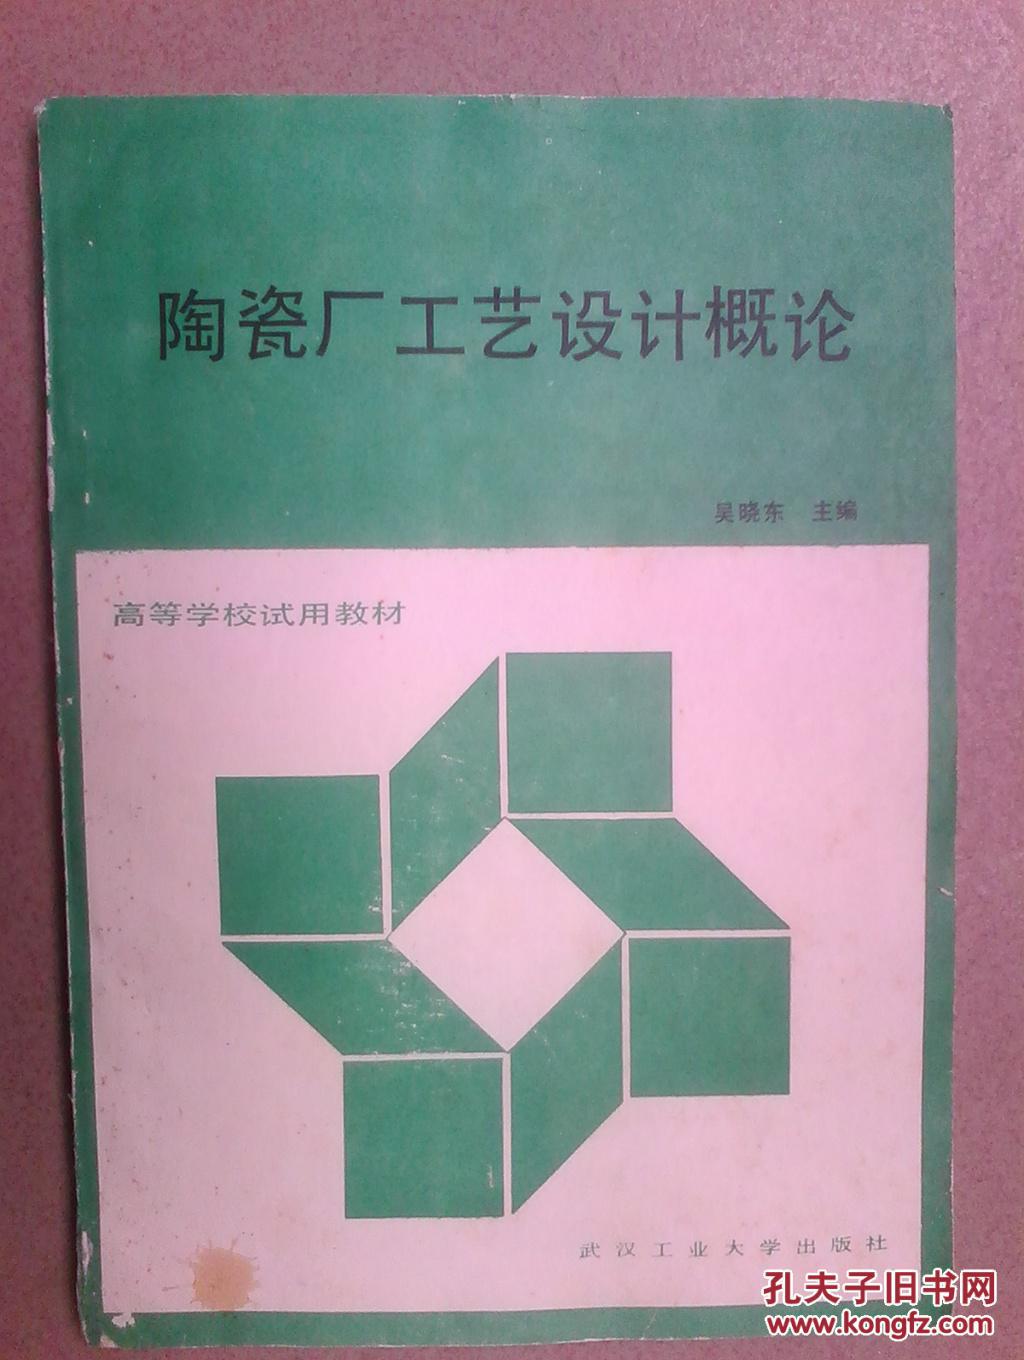 陶瓷厂工艺设计概论
吴晓东 主编
高等学校试用教材
武汉工业大学出版社
孔夫子旧书网
www.kongfz.com